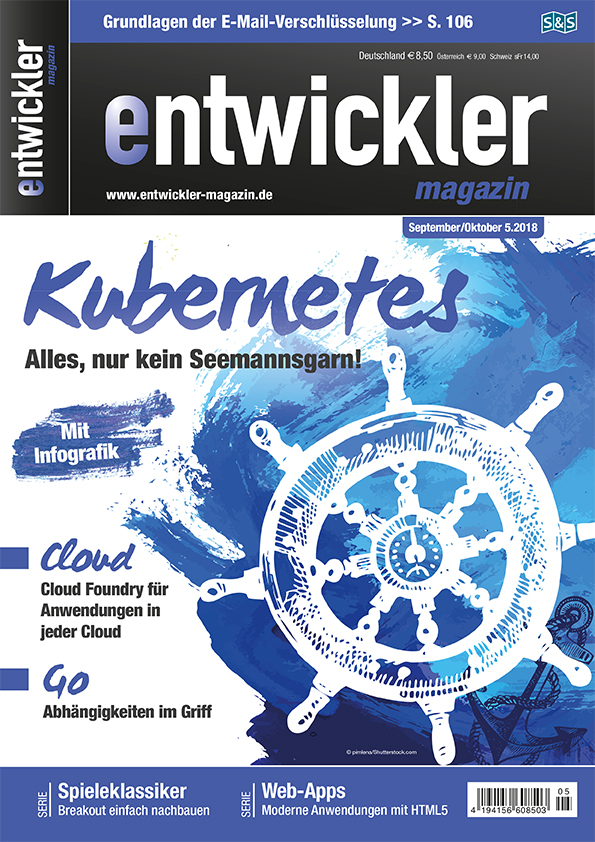 Grundlagen der E-Mail-Verschlüsselung >> S. 106
S&S
entwickler
magazin
Deutschland € 8,50 Österreich € 9,00 Schweiz sFr 14,00
entwickler
magazin
www.entwickler-magazin.de
September/Oktober 5.2018
Kubernetes
Alles, nur kein Seemannsgarn!
Mit
Infografik
Cloud
Cloud Foundry für
Anwendungen in
jeder Cloud
Go
Abhängigkeiten im Griff
© pimlena/Shutterstock.com
SERIE
Spieleklassiker
Breakout einfach nachbauen
SERIE
Web-Apps
Moderne Anwendungen mit HTML5
05
4 194156 608503